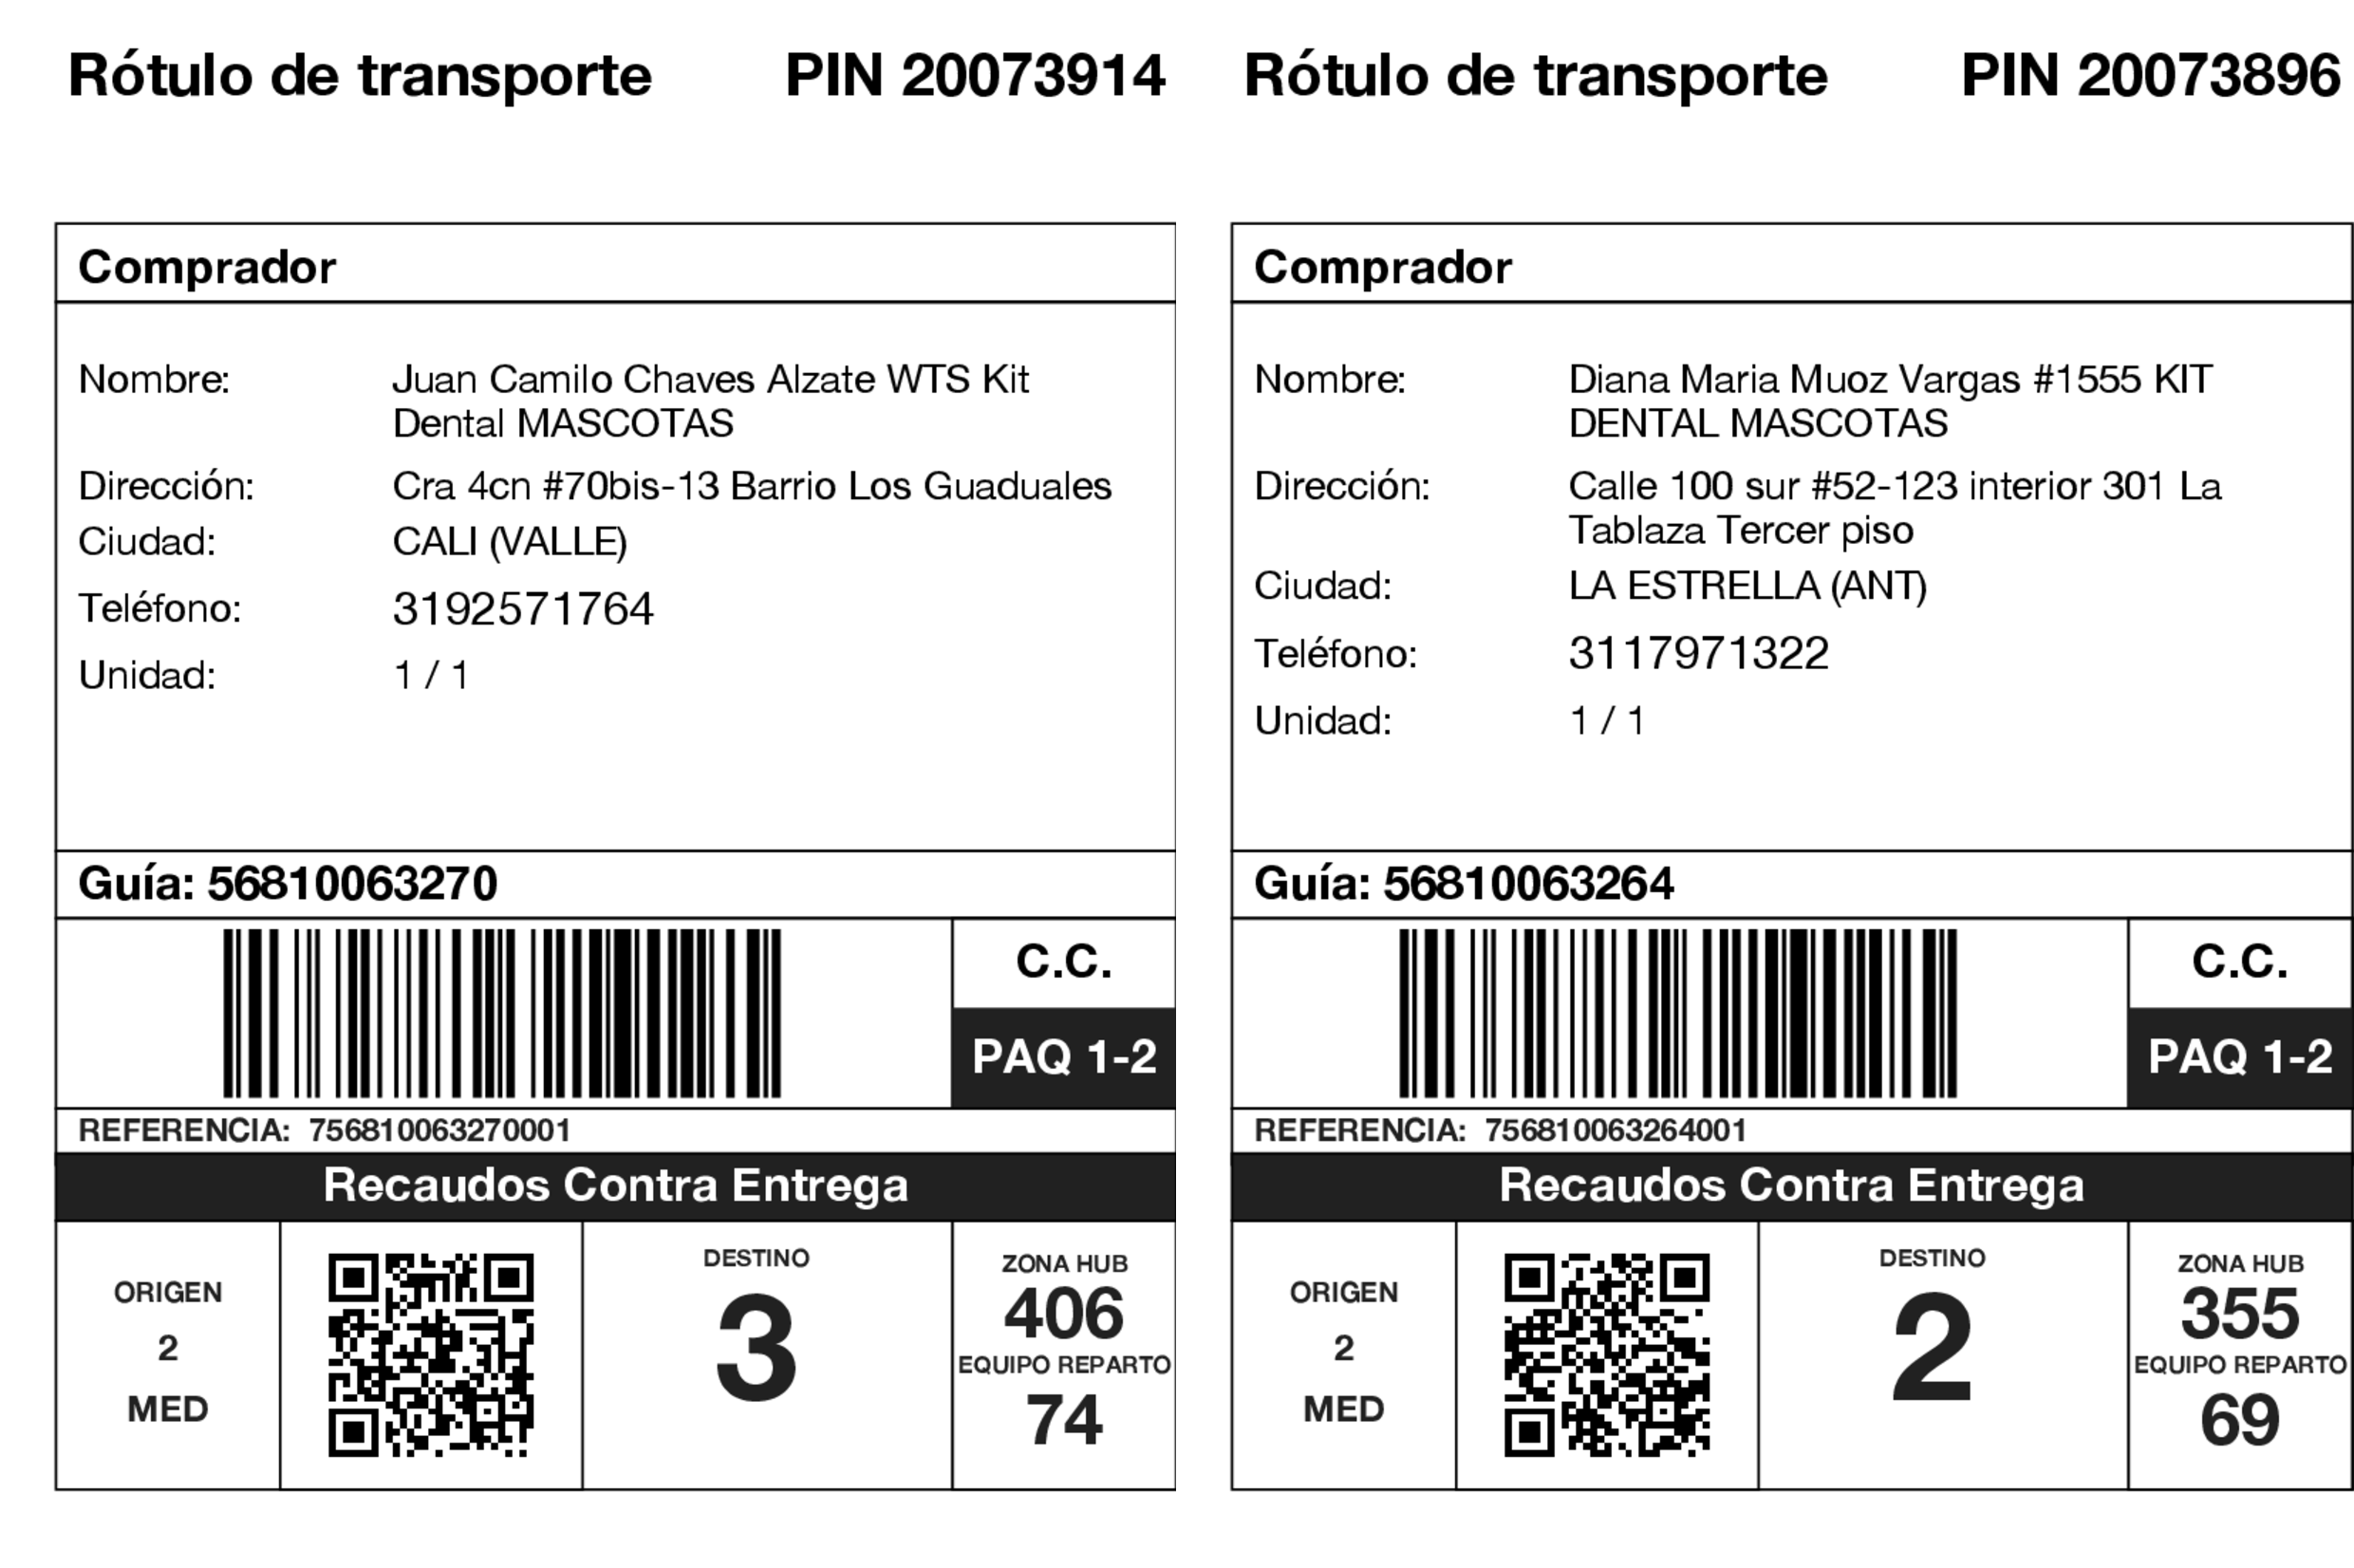 Rótulo de transporte PIN 20073914
Comprador
Nombre: Juan Camilo Chaves Alzate WTS Kit
Dental MASCOTAS
Dirección: Cra 4cn #70bis-13 Barrio Los Guaduales
Ciudad: CALI (VALLE)
Teléfono: 3192571764
Unidad: 1 / 1
Guía: 56810063270
C.C.
PAQ 1-2
REFERENCIA: 756810063270001
Recaudos Contra Entrega
ORIGEN
2
MED
DESTINO
3
ZONA HUB
406
EQUIPO REPARTO
74
Rótulo de transporte PIN 20073896
Comprador
Nombre: Diana Maria Muoz Vargas #1555 KIT
DENTAL MASCOTAS
Dirección: Calle 100 sur #52-123 interior 301 La
Tablaza Tercer piso
Ciudad: LA ESTRELLA (ANT)
Teléfono: 3117971322
Unidad: 1 / 1
Guía: 56810063264
C.C.
PAQ 1-2
REFERENCIA: 756810063264001
Recaudos Contra Entrega
ORIGEN
2
MED
DESTINO
2
ZONA HUB
355
EQUIPO REPARTO
69